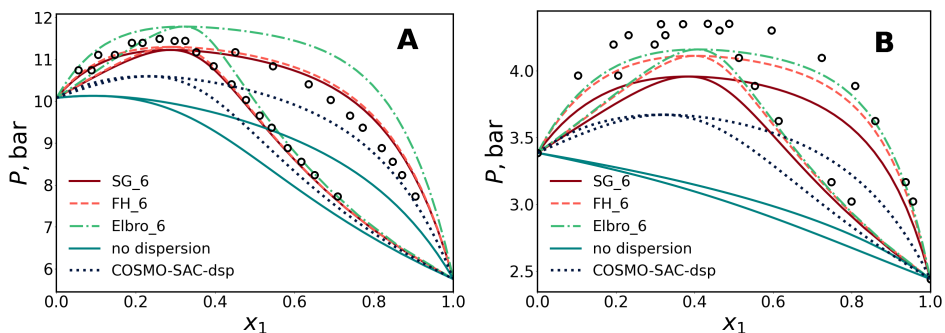 12
11
10
9
8
7
6
P, bar
A
SG_6
FH_6
Elbro_6
no dispersion
COSMO-SAC-dsp
0.0 0.2 0.4 0.6 0.8 1.0
x1
4.0
3.5
3.0
2.5
P, bar
B
SG_6
FH_6
Elbro_6
no dispersion
COSMO-SAC-dsp
0.0 0.2 0.4 0.6 0.8 1.0
x1